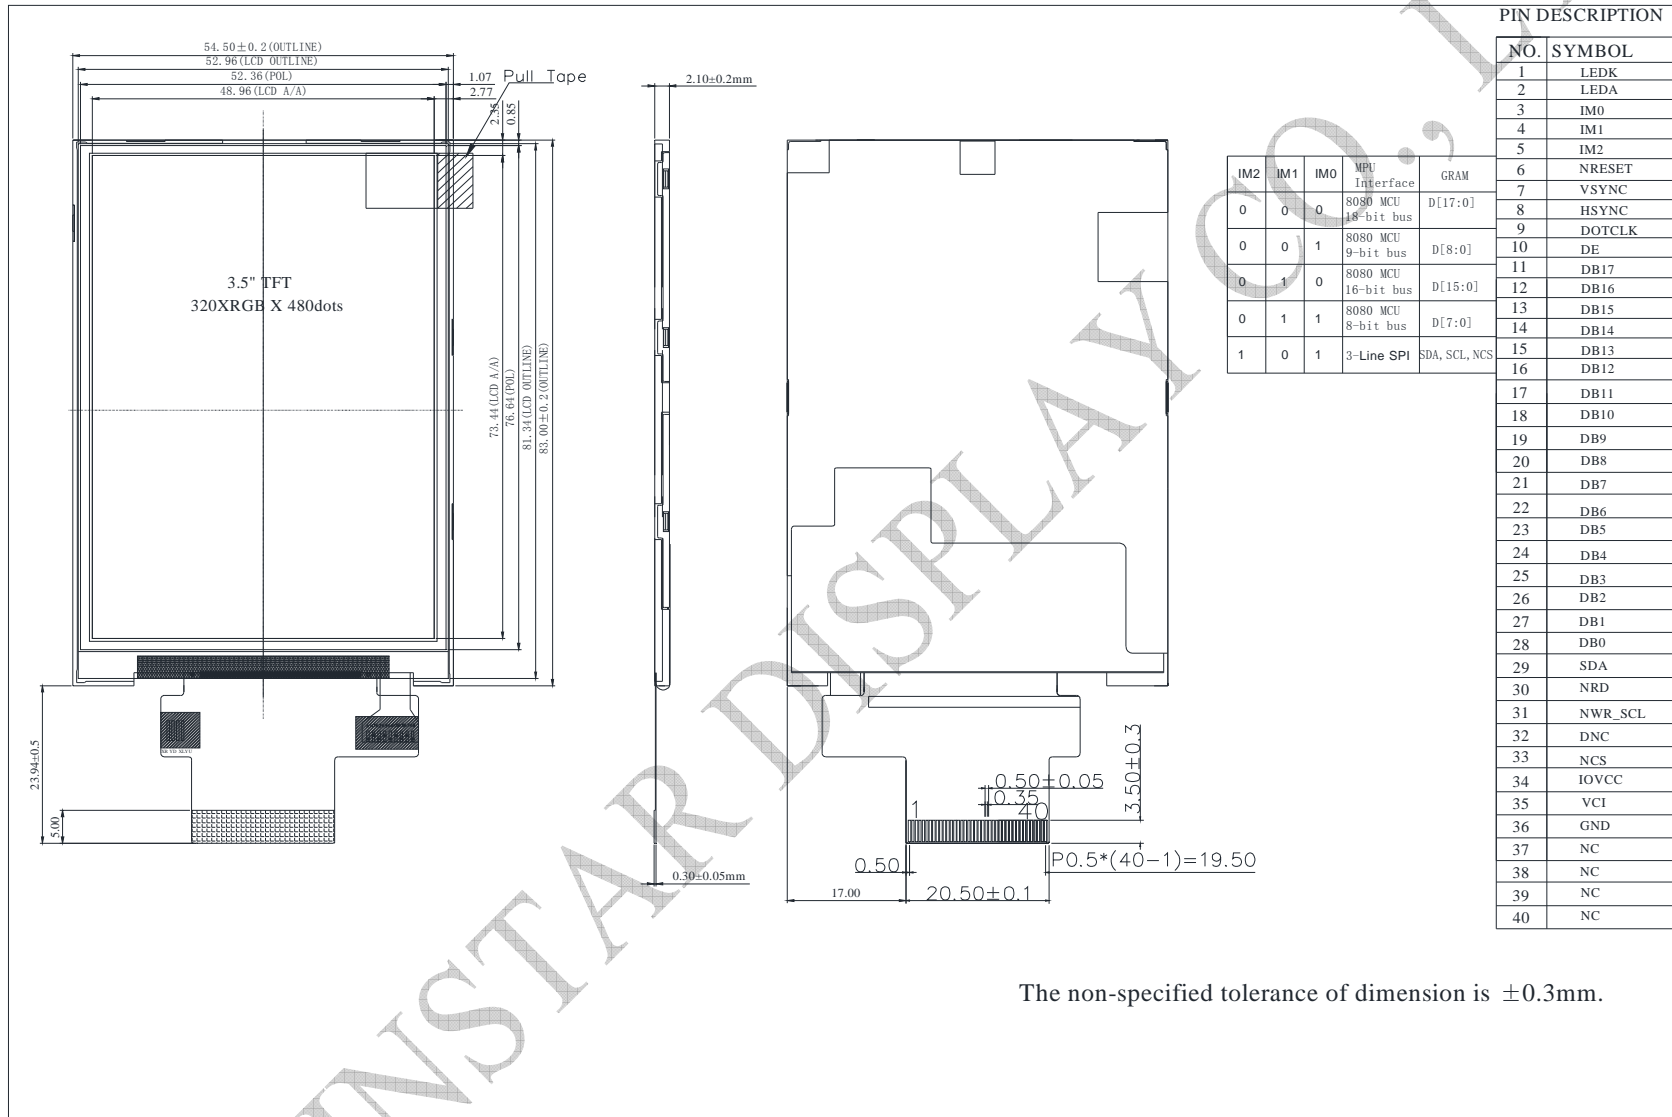 PIN DESCRIPTION
NO. SYMBOL
1 LEDK
2 LEDA
3 IM0
4 IM1
5 IM2
6 NRESET
7 VSYNC
8 HSYNC
9 DOTCLK
10 DE
11 DB17
12 DB16
13 DB15
14 DB14
15 DB13
16 DB12
17 DB11
18 DB10
19 DB9
20 DB8
21 DB7
22 DB6
23 DB5
24 DB4
25 DB3
26 DB2
27 DB1
28 DB0
29 SDA
30 NRD
31 NWR_SCL
32 DNC
33 NCS
34 IOVCC
35 VCI
36 GND
37 NC
38 NC
39 NC
40 NC
54.50±0.2(OUTLINE)
52.96(LCD OUTLINE)
52.36(POL)
48.96(LCD A/A)
1.07
2.77
Pull Tape
2.35
0.85
3.5" TFT
320XRGB X 480dots
73.44(LCD A/A)
76.64(POL)
81.34(LCD OUTLINE)
83.00±0.2(OUTLINE)
23.94±0.5
5.00
2.10±0.2mm
0.30±0.05mm
IM2 IM1 IM0 MPU Interface GRAM
0 0 0 8080 MCU 18-bit bus D[17:0]
0 0 1 8080 MCU 9-bit bus D[8:0]
0 1 0 8080 MCU 16-bit bus D[15:0]
0 1 1 8080 MCU 8-bit bus D[7:0]
1 0 1 3-Line SPI SDA, SCL, NCS
0.50±0.05
0.35
3.50±0.3
1 40
0.50
P0.5*(40-1)=19.50
17.00
20.50±0.1
The non-specified tolerance of dimension is ±0.3mm.
INSTAR DISPLAY CO., L